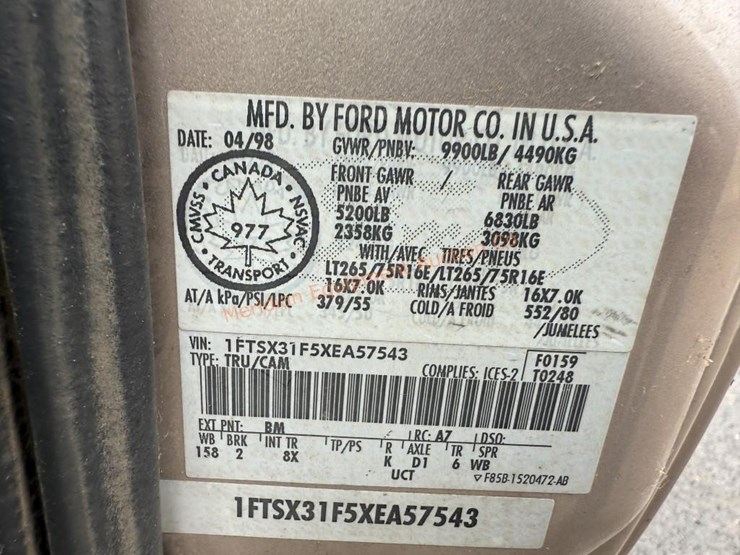 MFD. BY FORD MOTOR CO. IN U.S.A.
DATE: 04/98 GVWR/PNBV: 9900LB/ 4490KG
CANADA
CMVSS NSVAC
977
TRANSPORT
FRONT GAWR / REAR GAWR
PNBE AV PNBE AR
5200LB 6830LB
2358KG 3098KG
WITH/AVEC TIRES/PNEUS
LT265/75R16E/LT265/75R16E
16X7.0K RINS/JANTES 16X7.0K
AT/A kPa/PSI/LPC 379/55 COLD/A FROID 552/80
/JUMELEES
VIN: 1FTSX31F5XEA57543
TYPE: TRU/CAM COMPLIES: ICES-2
F0159
T0248
EXT PNT: BM RC: A7 DSO:
WB BRK INT TR TP/PS R AXLE TR SPR
158 2 8X K D1 6 WB
UCT
▽ F85B-1520472-AB
1FTSX31F5XEA57543